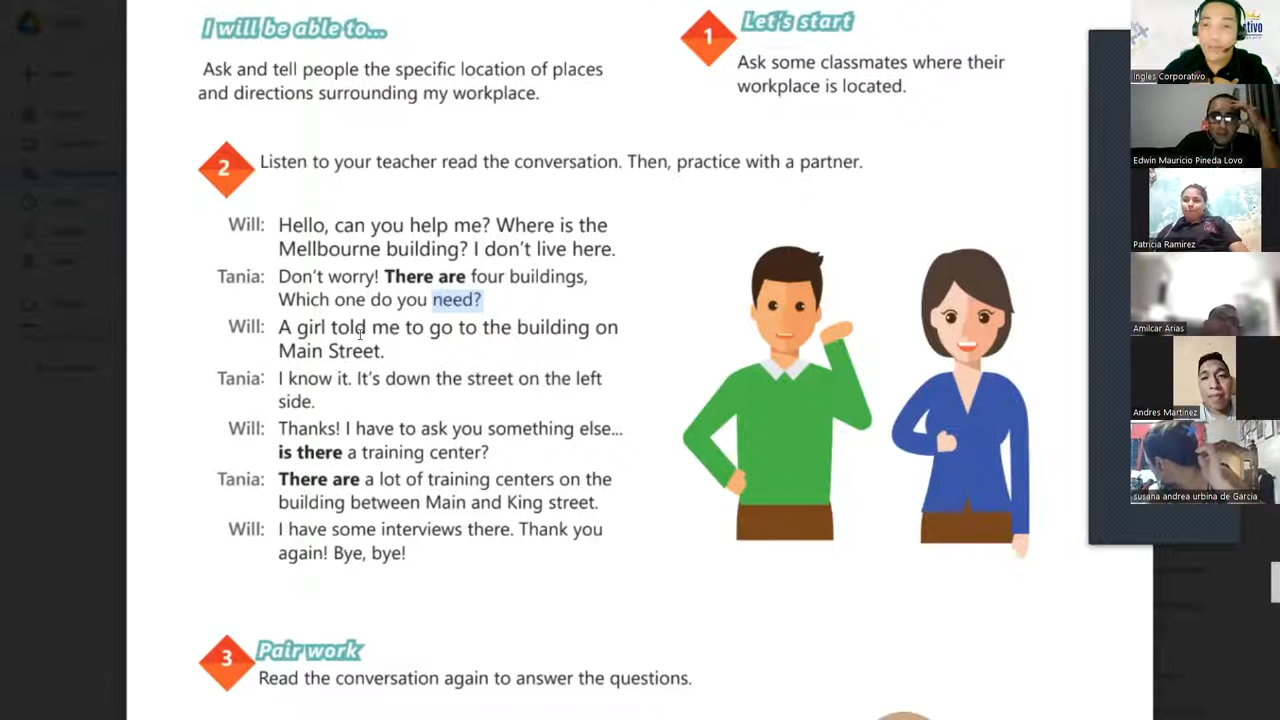 I will be able to...
Ask and tell people the specific location of places
and directions surrounding my workplace.
1
Let's start
Ask some classmates where their
workplace is located.
2
Listen to your teacher read the conversation. Then, practice with a partner.
Will: Hello, can you help me? Where is the
Mellbourne building? I don't live here.
Tania: Don't worry! There are four buildings,
Which one do you need?
Will: A girl told me to go to the building on
Main Street.
Tania: I know it. It's down the street on the left
side.
Will: Thanks! I have to ask you something else...
is there a training center?
Tania: There are a lot of training centers on the
building between Main and King street.
Will: I have some interviews there. Thank you
again! Bye, bye!
3
Pair work
Read the conversation again to answer the questions.
tivo
Ingles Corporativo
Edwin Mauricio Pineda Lovo
Patricia Ramirez
Amilcar Arias
Andres Martinez
susana andrea urbina de Garcia